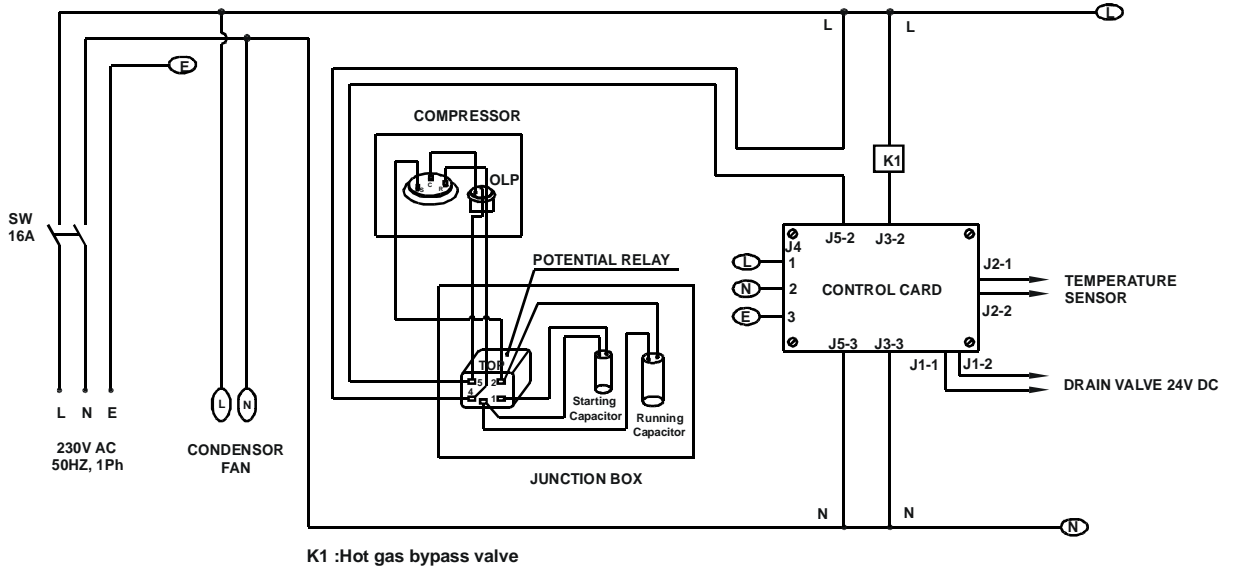 L
L
L
E
COMPRESSOR
S
C
R
OLP
K1
SW
16A
POTENTIAL RELAY
J4
J5-2
J3-2
L
1
N
2
E
3
CONTROL CARD
J2-1
J2-2
TEMPERATURE
SENSOR
J5-3
J3-3
J1-1
J1-2
DRAIN VALVE 24V DC
TOP
5
2
4
1
Starting
Capacitor
Running
Capacitor
L
N
E
230V AC
50HZ, 1Ph
L
N
CONDENSOR
FAN
JUNCTION BOX
N
N
N
K1 :Hot gas bypass valve